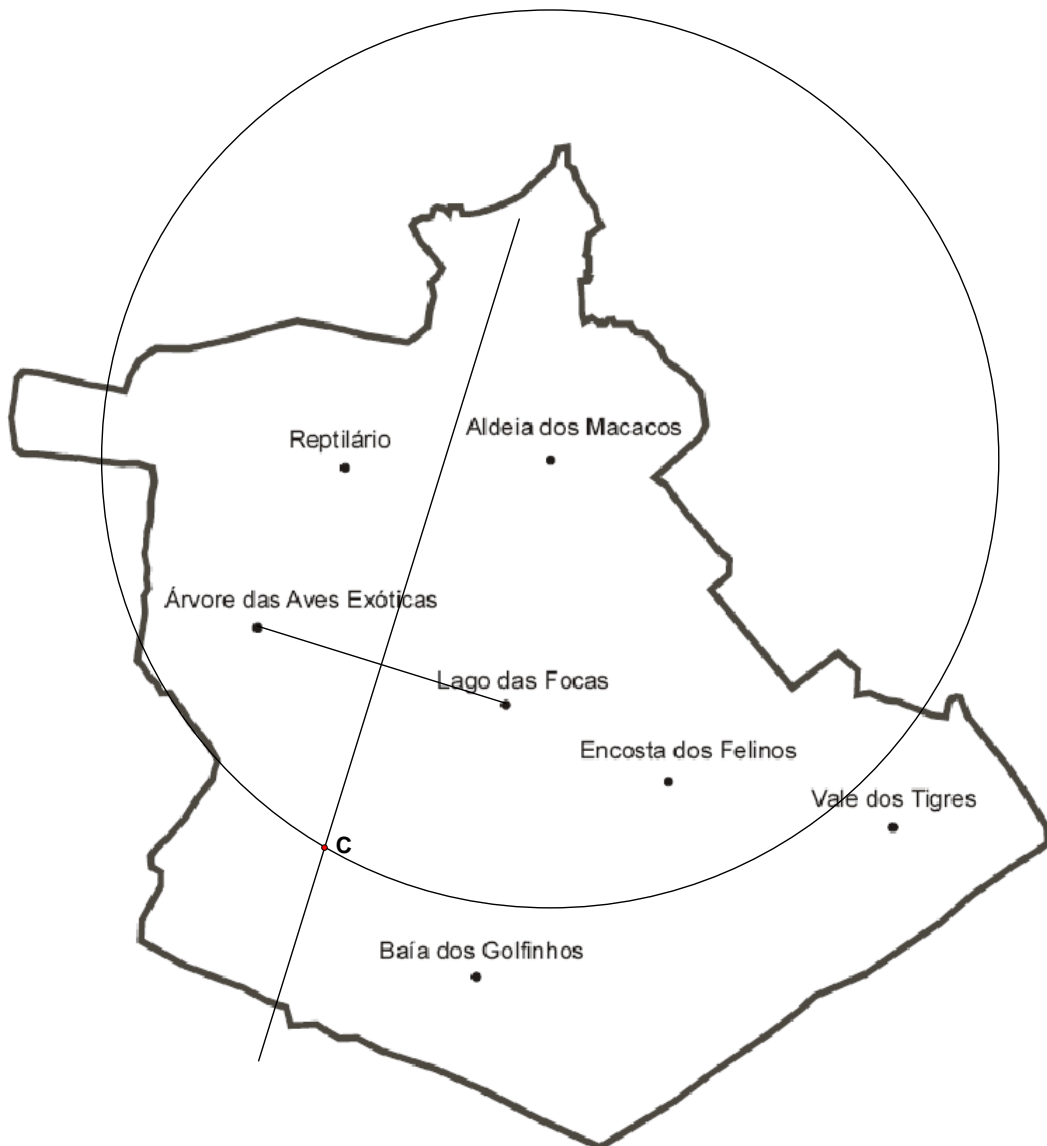 Aldeia dos Macacos
Reptilário
Árvore das Aves Exóticas
Lago das Focas
Encosta dos Felinos
Vale dos Tigres
C
Baía dos Golfinhos